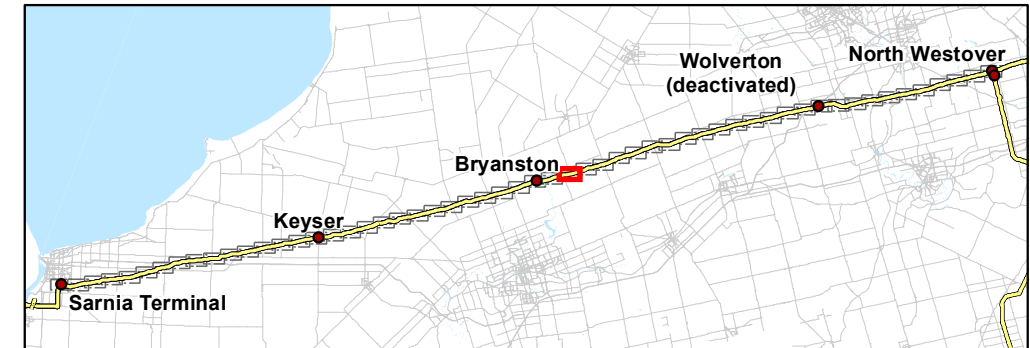 Wolverton
(deactivated)
North Westover
Bryanston
Keyser
Sarnia Terminal